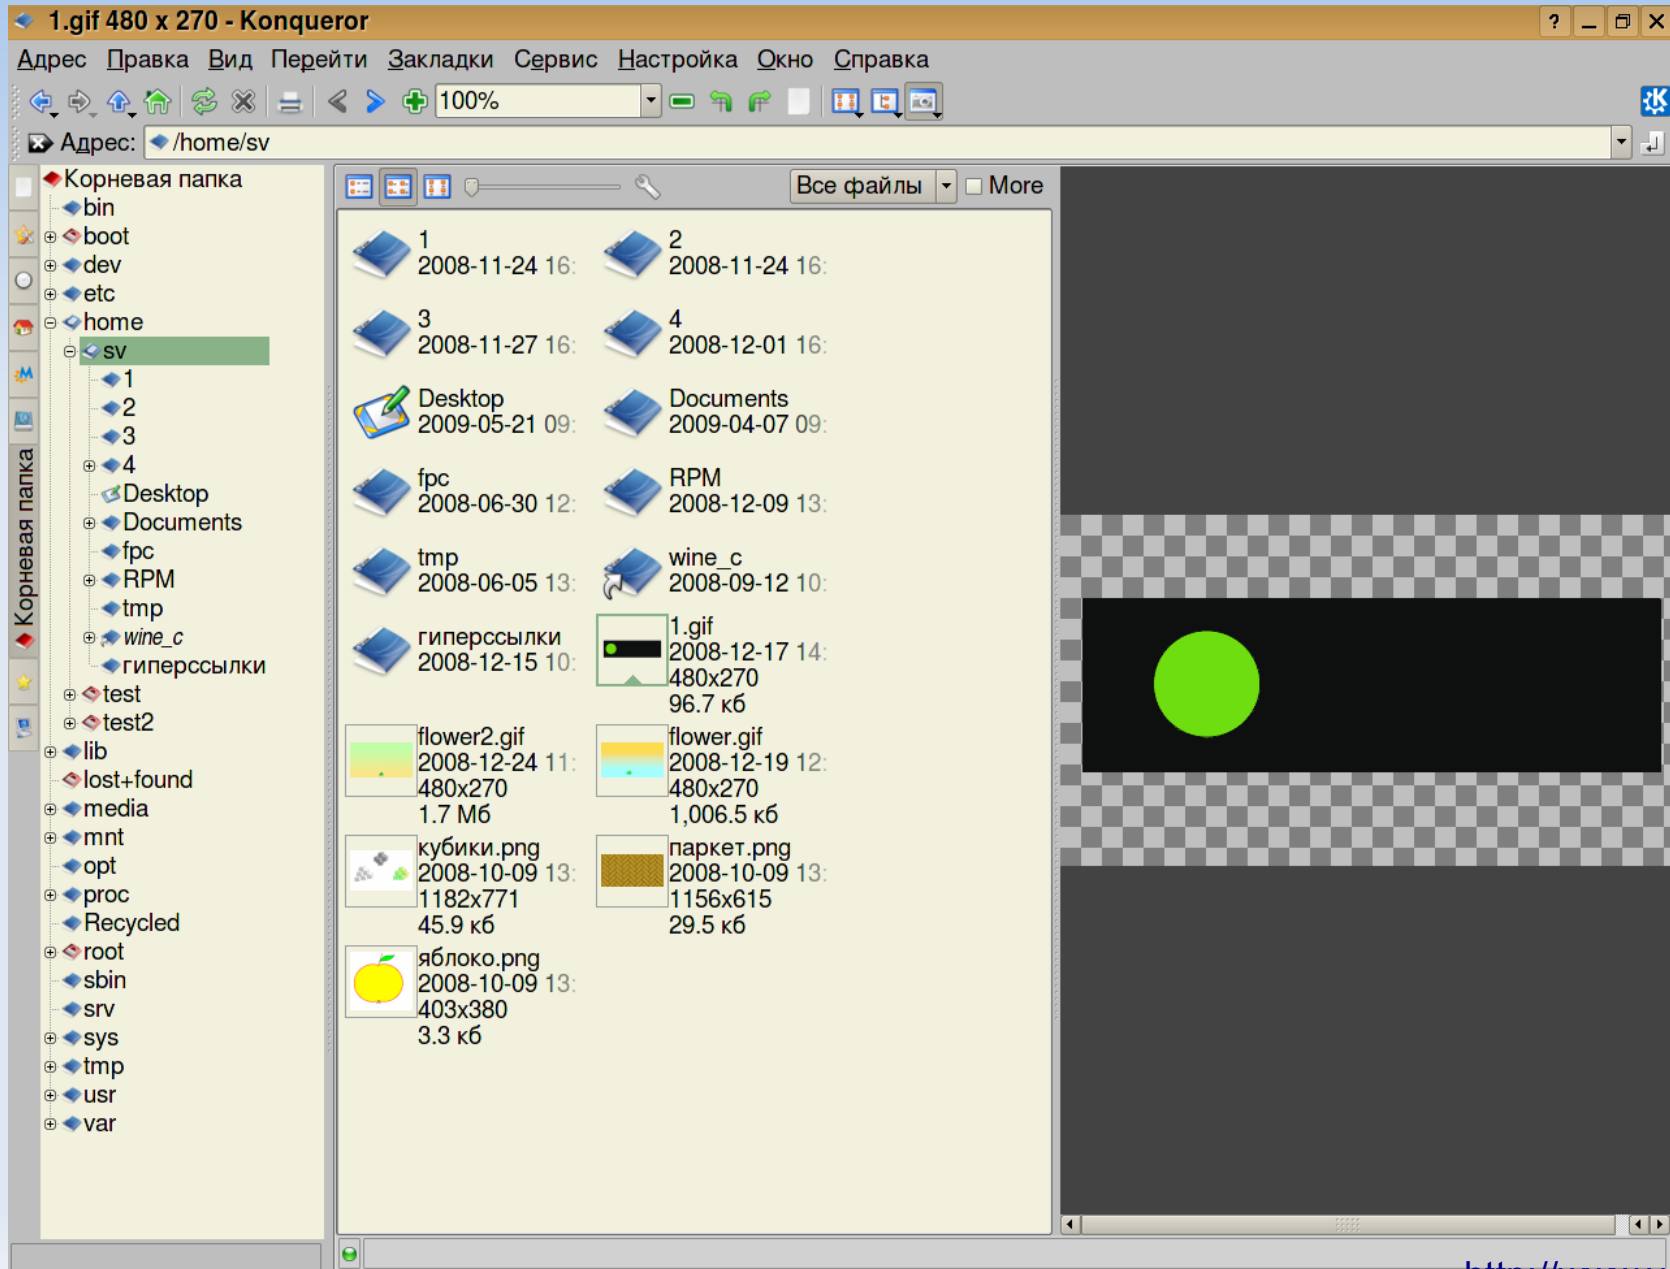 1.gif 480 x 270 - Konqueror
Адрес Правка Вид Перейти Закладки Сервис Настройка Окно Справка
100%
Адрес: /home/sv
Корневая папка
Корневая папка
bin
boot
dev
etc
home
sv
1
2
3
4
Desktop
Documents
fpc
RPM
tmp
wine_c
гиперссылки
test
test2
lib
lost+found
media
mnt
opt
proc
Recycled
root
sbin
srv
sys
tmp
usr
var
Все файлы More
1
2008-11-24 16:
2
2008-11-24 16:
3
2008-11-27 16:
4
2008-12-01 16:
Desktop
2009-05-21 09:
Documents
2009-04-07 09:
fpc
2008-06-30 12:
RPM
2008-12-09 13:
tmp
2008-06-05 13:
wine_c
2008-09-12 10:
гиперссылки
2008-12-15 10:
1.gif
2008-12-17 14:
480x270
96.7 кб
flower2.gif
2008-12-24 11:
480x270
1.7 Мб
flower.gif
2008-12-19 12:
480x270
1,006.5 кб
кубики.png
2008-10-09 13:
1182x771
45.9 кб
паркет.png
2008-10-09 13:
1156x615
29.5 кб
яблоко.png
2008-10-09 13:
403x380
3.3 кб